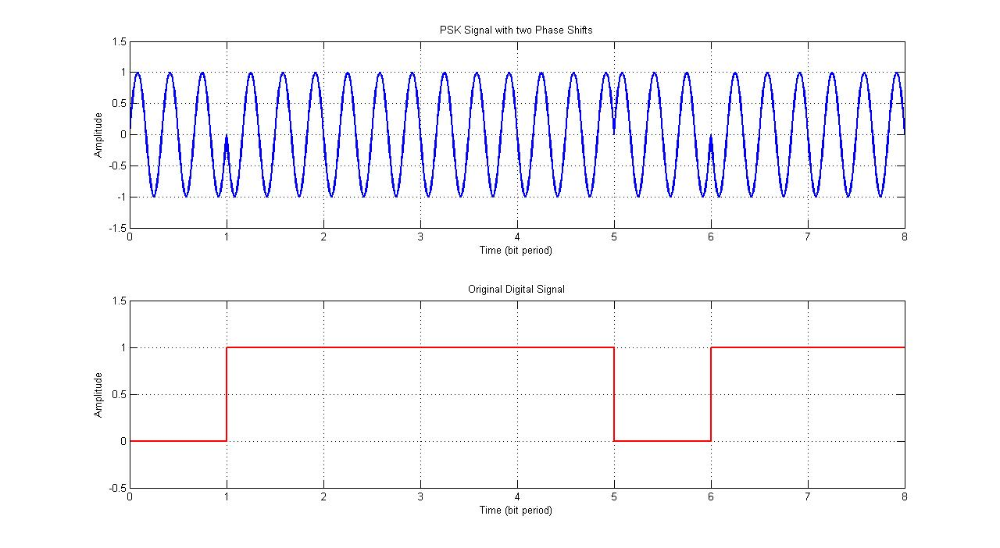 PSK Signal with two Phase Shifts
1.5
1
0.5
0
-0.5
-1
-1.5
Amplitude
0 1 2 3 4 5 6 7 8
Time (bit period)
Original Digital Signal
1.5
1
0.5
0
-0.5
Amplitude
0 1 2 3 4 5 6 7 8
Time (bit period)